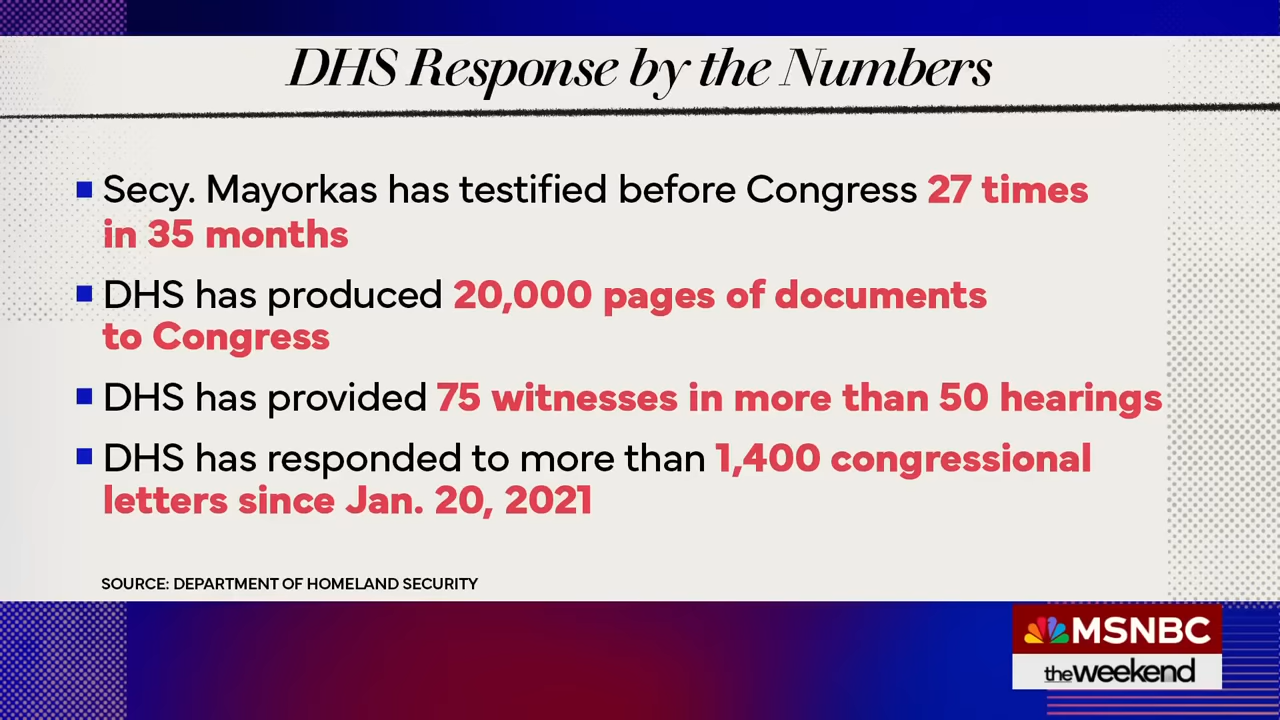 DHS Response by the Numbers
Secy. Mayorkas has testified before Congress 27 times
in 35 months
DHS has produced 20,000 pages of documents
to Congress
DHS has provided 75 witnesses in more than 50 hearings
DHS has responded to more than 1,400 congressional
letters since Jan. 20, 2021
SOURCE: DEPARTMENT OF HOMELAND SECURITY
MSNBC
the weekend